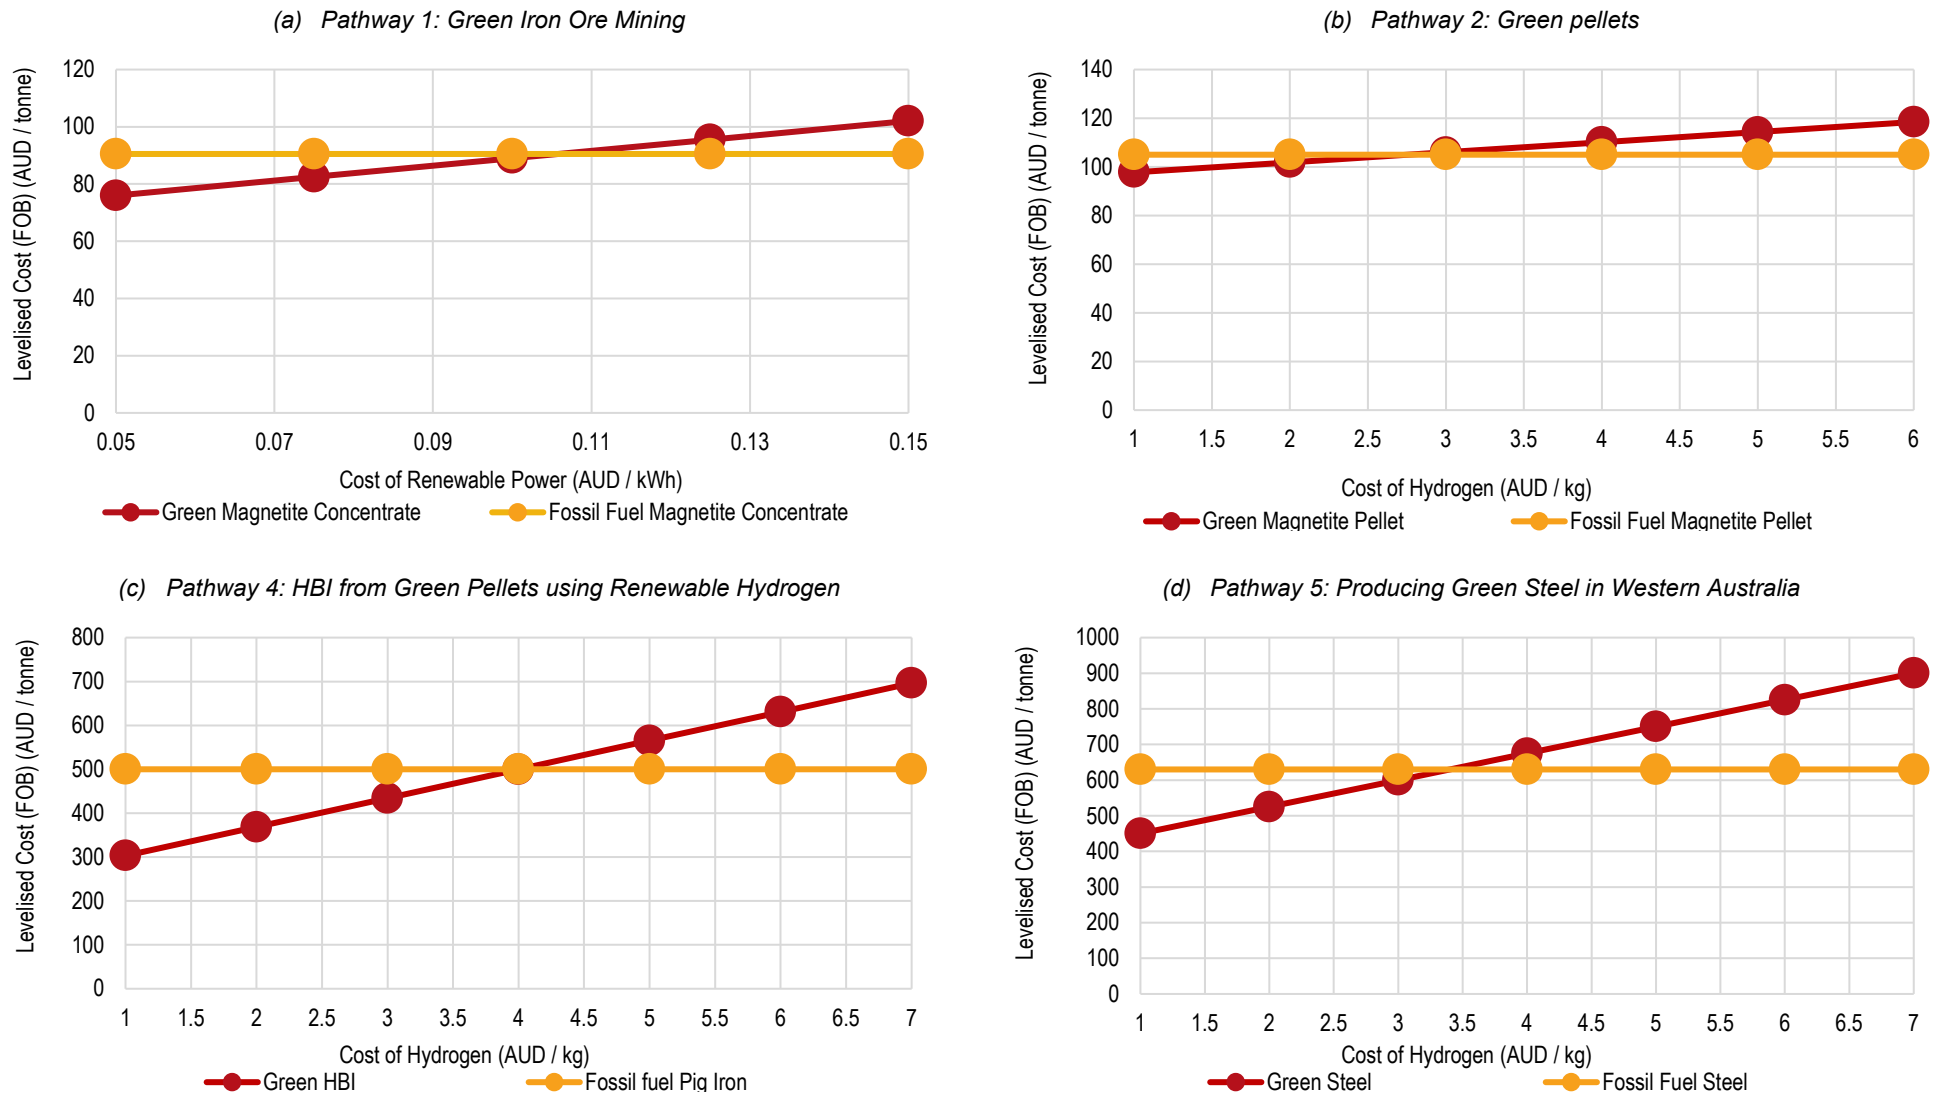 (a) Pathway 1: Green Iron Ore Mining
Levelised Cost (FOB) (AUD / tonne)
120
100
80
60
40
20
0
0.05 0.07 0.09 0.11 0.13 0.15
Cost of Renewable Power (AUD / kWh)
Green Magnetite Concentrate Fossil Fuel Magnetite Concentrate
(b) Pathway 2: Green pellets
Levelised Cost (FOB) (AUD / tonne)
140
120
100
80
60
40
20
0
1 1.5 2 2.5 3 3.5 4 4.5 5 5.5 6
Cost of Hydrogen (AUD / kg)
Green Magnetite Pellet Fossil Fuel Magnetite Pellet
(c) Pathway 4: HBI from Green Pellets using Renewable Hydrogen
Levelised Cost (FOB) (AUD / tonne)
800
700
600
500
400
300
200
100
0
1 1.5 2 2.5 3 3.5 4 4.5 5 5.5 6 6.5 7
Cost of Hydrogen (AUD / kg)
Green HBI Fossil fuel Pig Iron
(d) Pathway 5: Producing Green Steel in Western Australia
Levelised Cost (FOB) (AUD / tonne)
1000
900
800
700
600
500
400
300
200
100
0
1 1.5 2 2.5 3 3.5 4 4.5 5 5.5 6 6.5 7
Cost of Hydrogen (AUD / kg)
Green Steel Fossil Fuel Steel